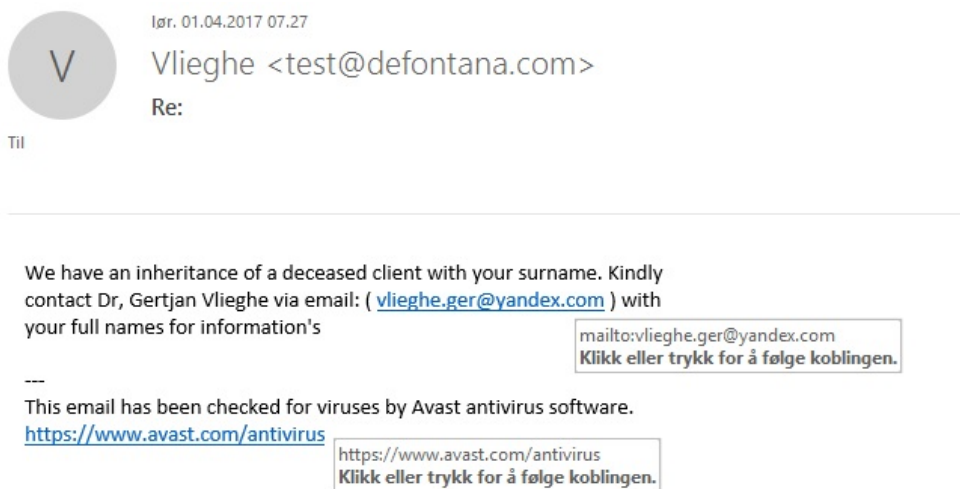 lør. 01.04.2017 07.27
V
Vlieghe <test@defontana.com>
Re:
Til
We have an inheritance of a deceased client with your surname. Kindly
contact Dr, Gertjan Vlieghe via email: ( vlieghe.ger@yandex.com ) with
your full names for information's
mailto:vlieghe.ger@yandex.com
Klikk eller trykk for å følge koblingen.
---
This email has been checked for viruses by Avast antivirus software.
https://www.avast.com/antivirus
https://www.avast.com/antivirus
Klikk eller trykk for å følge koblingen.